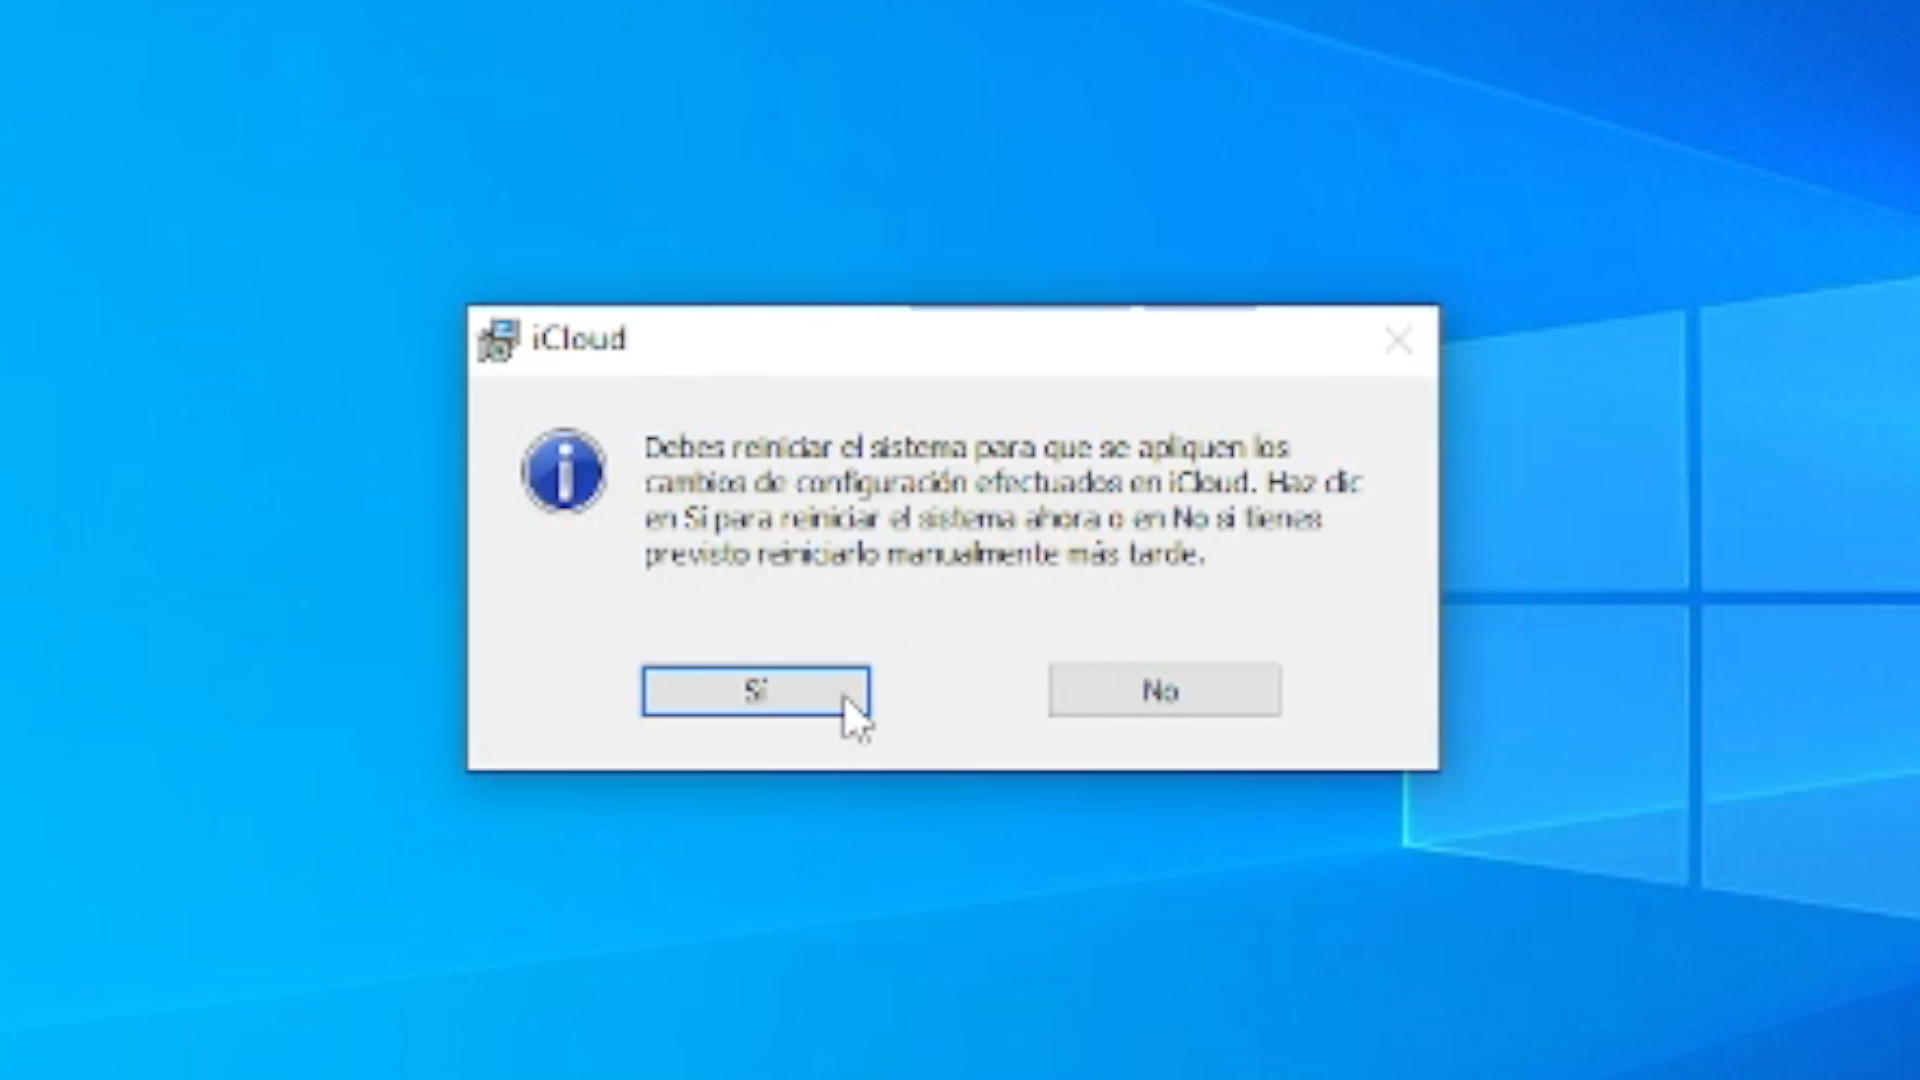 iCloud
Debes reiniciar el sistema para que se apliquen los
cambios de configuración efectuados en iCloud. Haz clic
en Sí para reiniciar el sistema ahora o en No si tienes
previsto reiniciarlo manualmente más tarde.
Sí
No